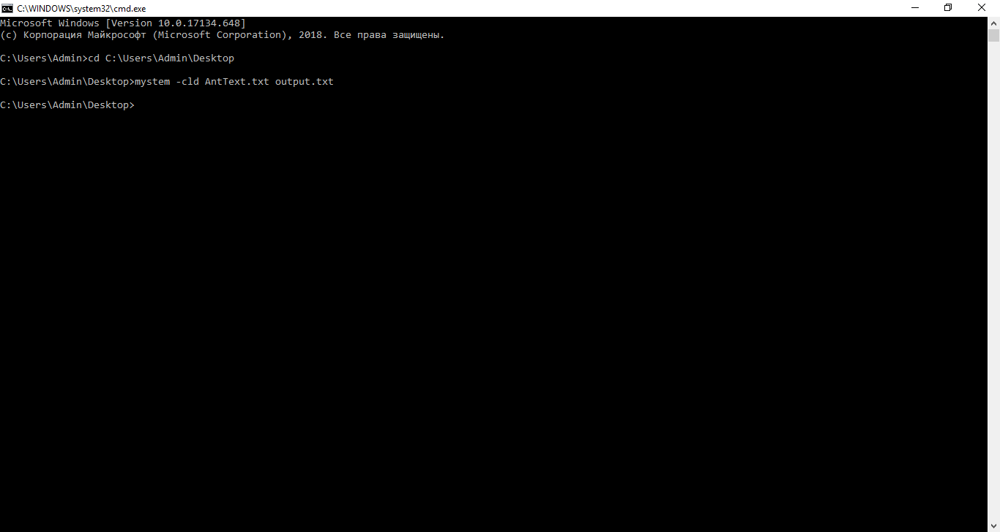 C:\WINDOWS\system32\cmd.exe
Microsoft Windows [Version 10.0.17134.648]
(c) Корпорация Майкрософт (Microsoft Corporation), 2018. Все права защищены.
C:\Users\Admin>cd C:\Users\Admin\Desktop
C:\Users\Admin\Desktop>mystem -cld AntText.txt output.txt
C:\Users\Admin\Desktop>